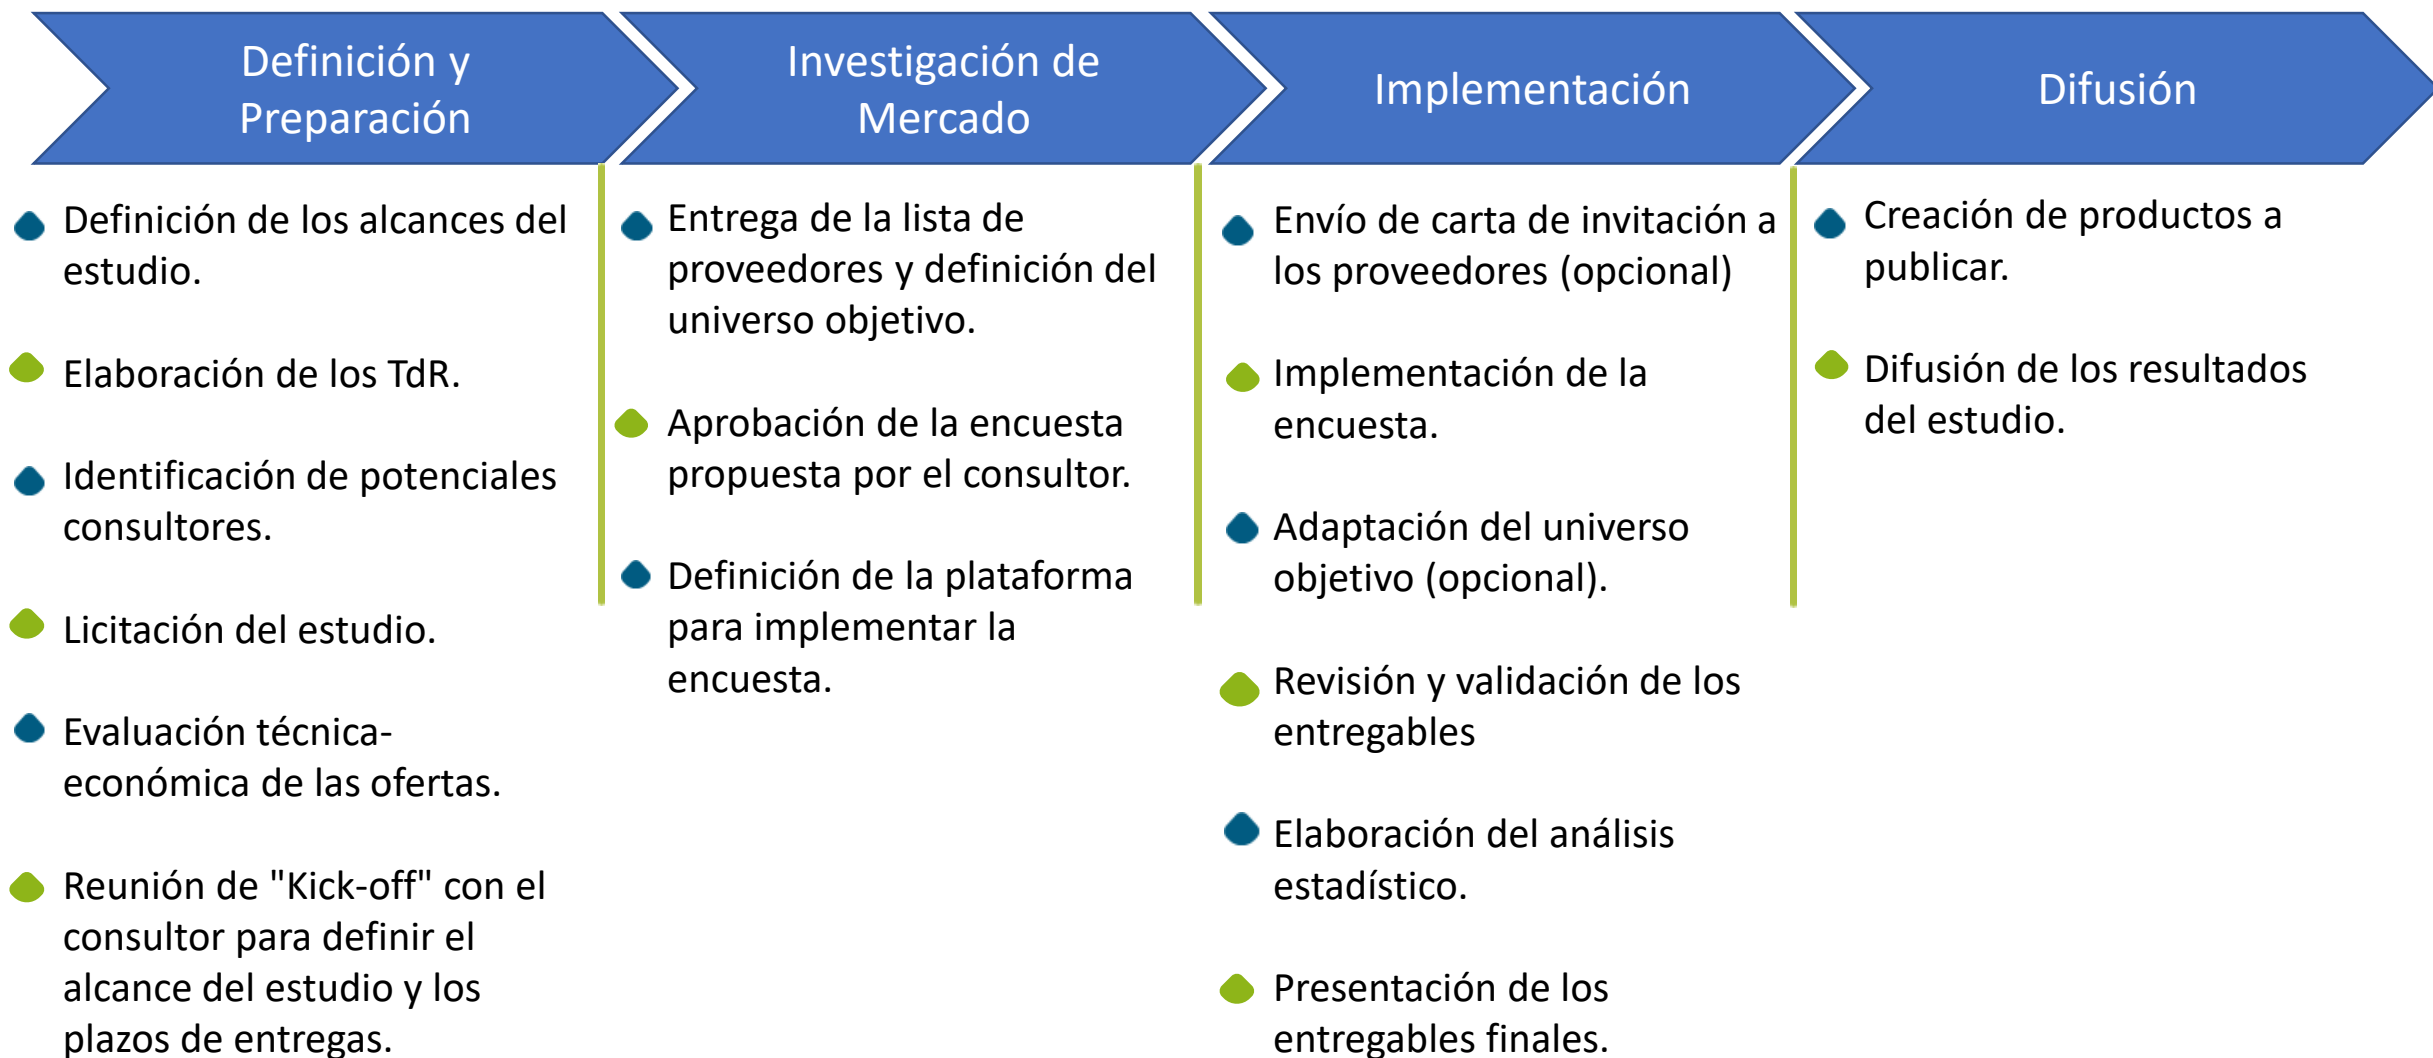 Definición y
Preparación
Investigación de
Mercado
Implementación
Difusión
Definición de los alcances del
estudio.
Elaboración de los TdR.
Identificación de potenciales
consultores.
Licitación del estudio.
Evaluación técnica-
económica de las ofertas.
Reunión de "Kick-off" con el
consultor para definir el
alcance del estudio y los
plazos de entregas.
Entrega de la lista de
proveedores y definición del
universo objetivo.
Aprobación de la encuesta
propuesta por el consultor.
Definición de la plataforma
para implementar la
encuesta.
Envío de carta de invitación a
los proveedores (opcional)
Implementación de la
encuesta.
Adaptación del universo
objetivo (opcional).
Revisión y validación de los
entregables
Elaboración del análisis
estadístico.
Presentación de los
entregables finales.
Creación de productos a
publicar.
Difusión de los resultados
del estudio.